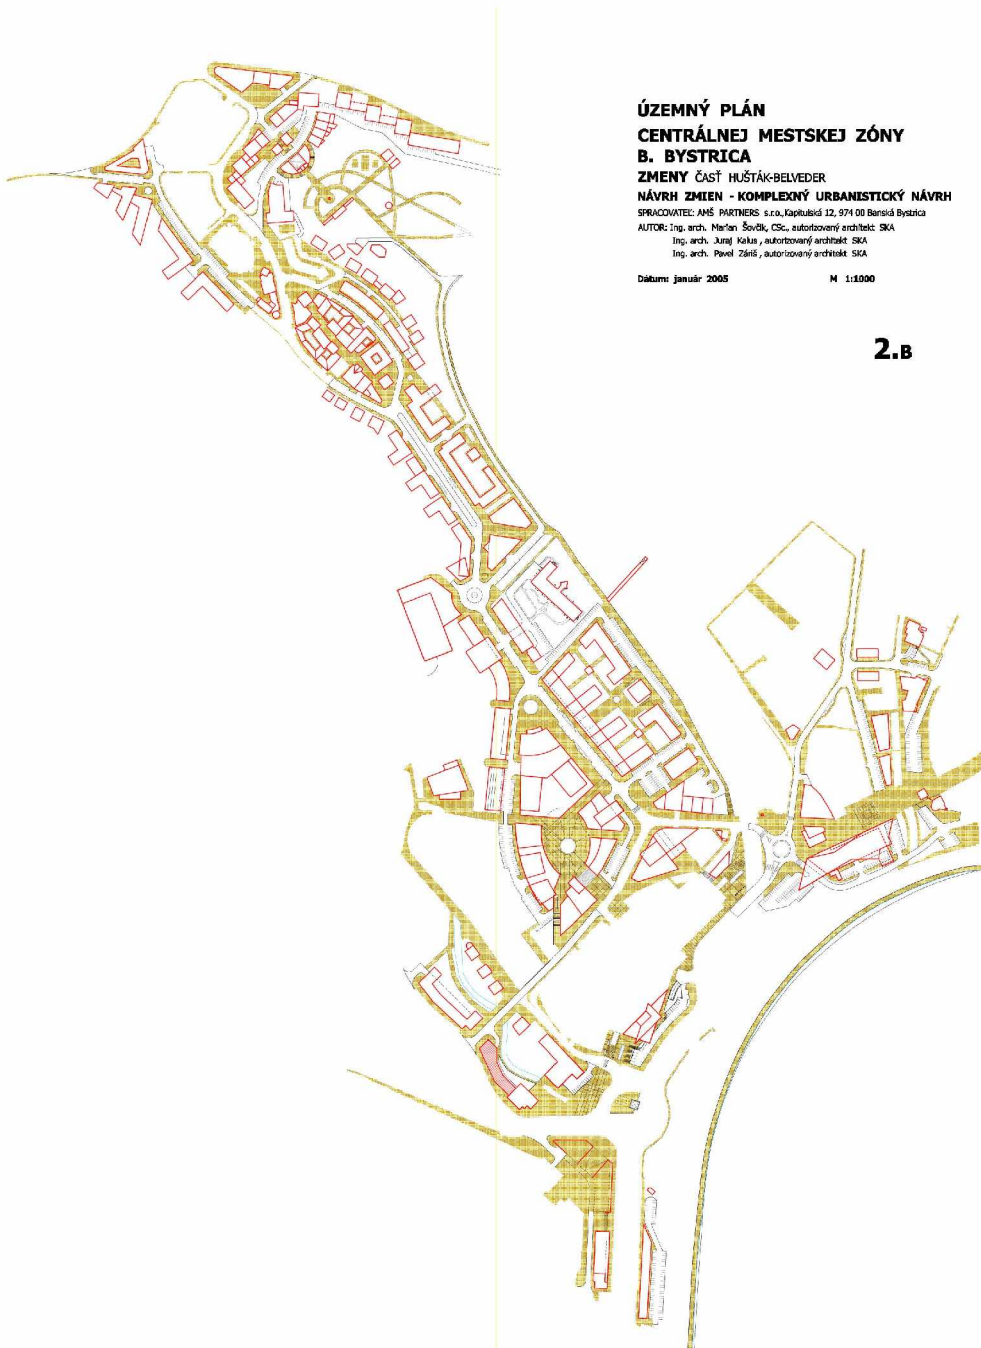 ÚZEMNÝ PLÁN
CENTRÁLNEJ MESTSKEJ ZÓNY
B. BYSTRICA
ZMENY ČASŤ HUŠTÁK-BELVEDER
NÁVRH ZMIEN - KOMPLEXNÝ URBANISTICKÝ NÁVRH
SPRACOVATEĽ: AMŠ PARTNERS s.r.o.,Kapitulská 12, 974 00 Banská Bystrica
AUTOR: Ing. arch. Marian Šovčík, CSc., autorizovaný architekt SKA
Ing. arch. Juraj Kalus , autorizovaný architekt SKA
Ing. arch. Pavel Záriš , autorizovaný architekt SKA
Dátum: január 2005 M 1:1000
2.B